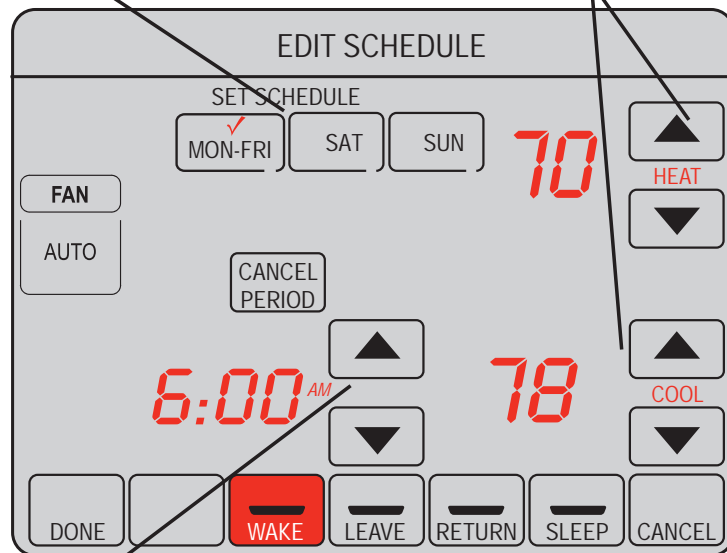 EDIT SCHEDULE
SET SCHEDULE
MON-FRI SAT SUN
70
HEAT
FAN
AUTO
CANCEL
PERIOD
6:00 AM
78
COOL
DONE WAKE LEAVE RETURN SLEEP CANCEL